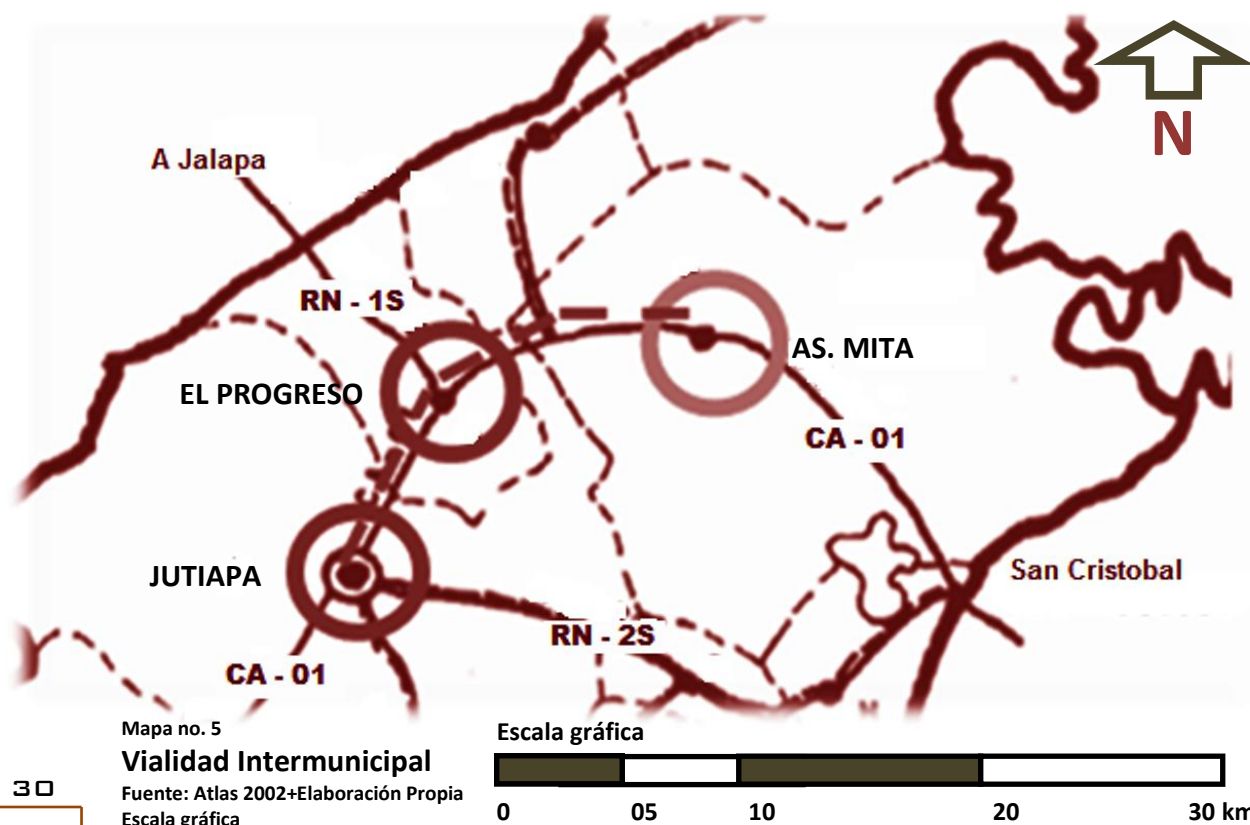 N
A Jalapa
RN - 1S
AS. MITA
EL PROGRESO
CA - 01
JUTIAPA
San Cristobal
RN - 2S
CA - 01
Mapa no. 5
Vialidad Intermunicipal
Fuente: Atlas 2002+Elaboración Propia
Escala gráfica
Escala gráfica
0 05 10 20 30 km
30